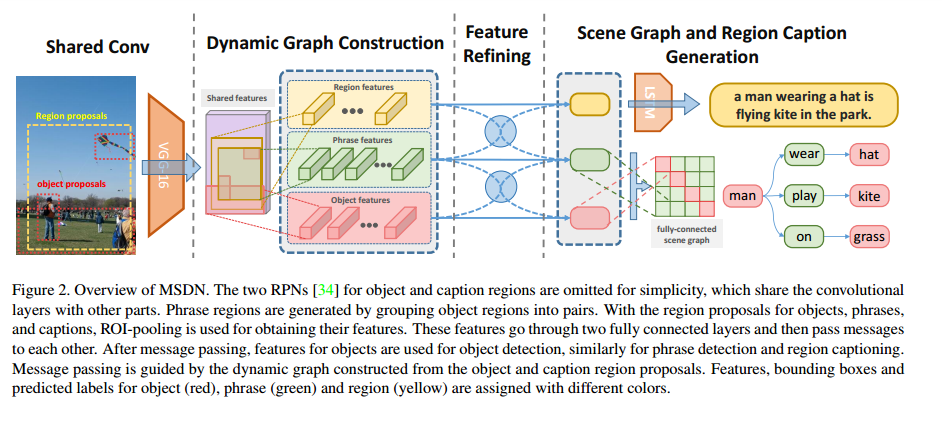 Shared Conv
Dynamic Graph Construction
Feature
Refining
Scene Graph and Region Caption
Generation
Region proposals
object proposals
VGG-16
Shared features
Region features
Phrase features
Object features
LSTM
a man wearing a hat is
flying kite in the park.
fully-connected
scene graph
man
wear
hat
play
kite
on
grass
Figure 2. Overview of MSDN. The two RPNs [34] for object and caption regions are omitted for simplicity, which share the convolutional
layers with other parts. Phrase regions are generated by grouping object regions into pairs. With the region proposals for objects, phrases,
and captions, ROI-pooling is used for obtaining their features. These features go through two fully connected layers and then pass messages
to each other. After message passing, features for objects are used for object detection, similarly for phrase detection and region captioning.
Message passing is guided by the dynamic graph constructed from the object and caption region proposals. Features, bounding boxes and
predicted labels for object (red), phrase (green) and region (yellow) are assigned with different colors.